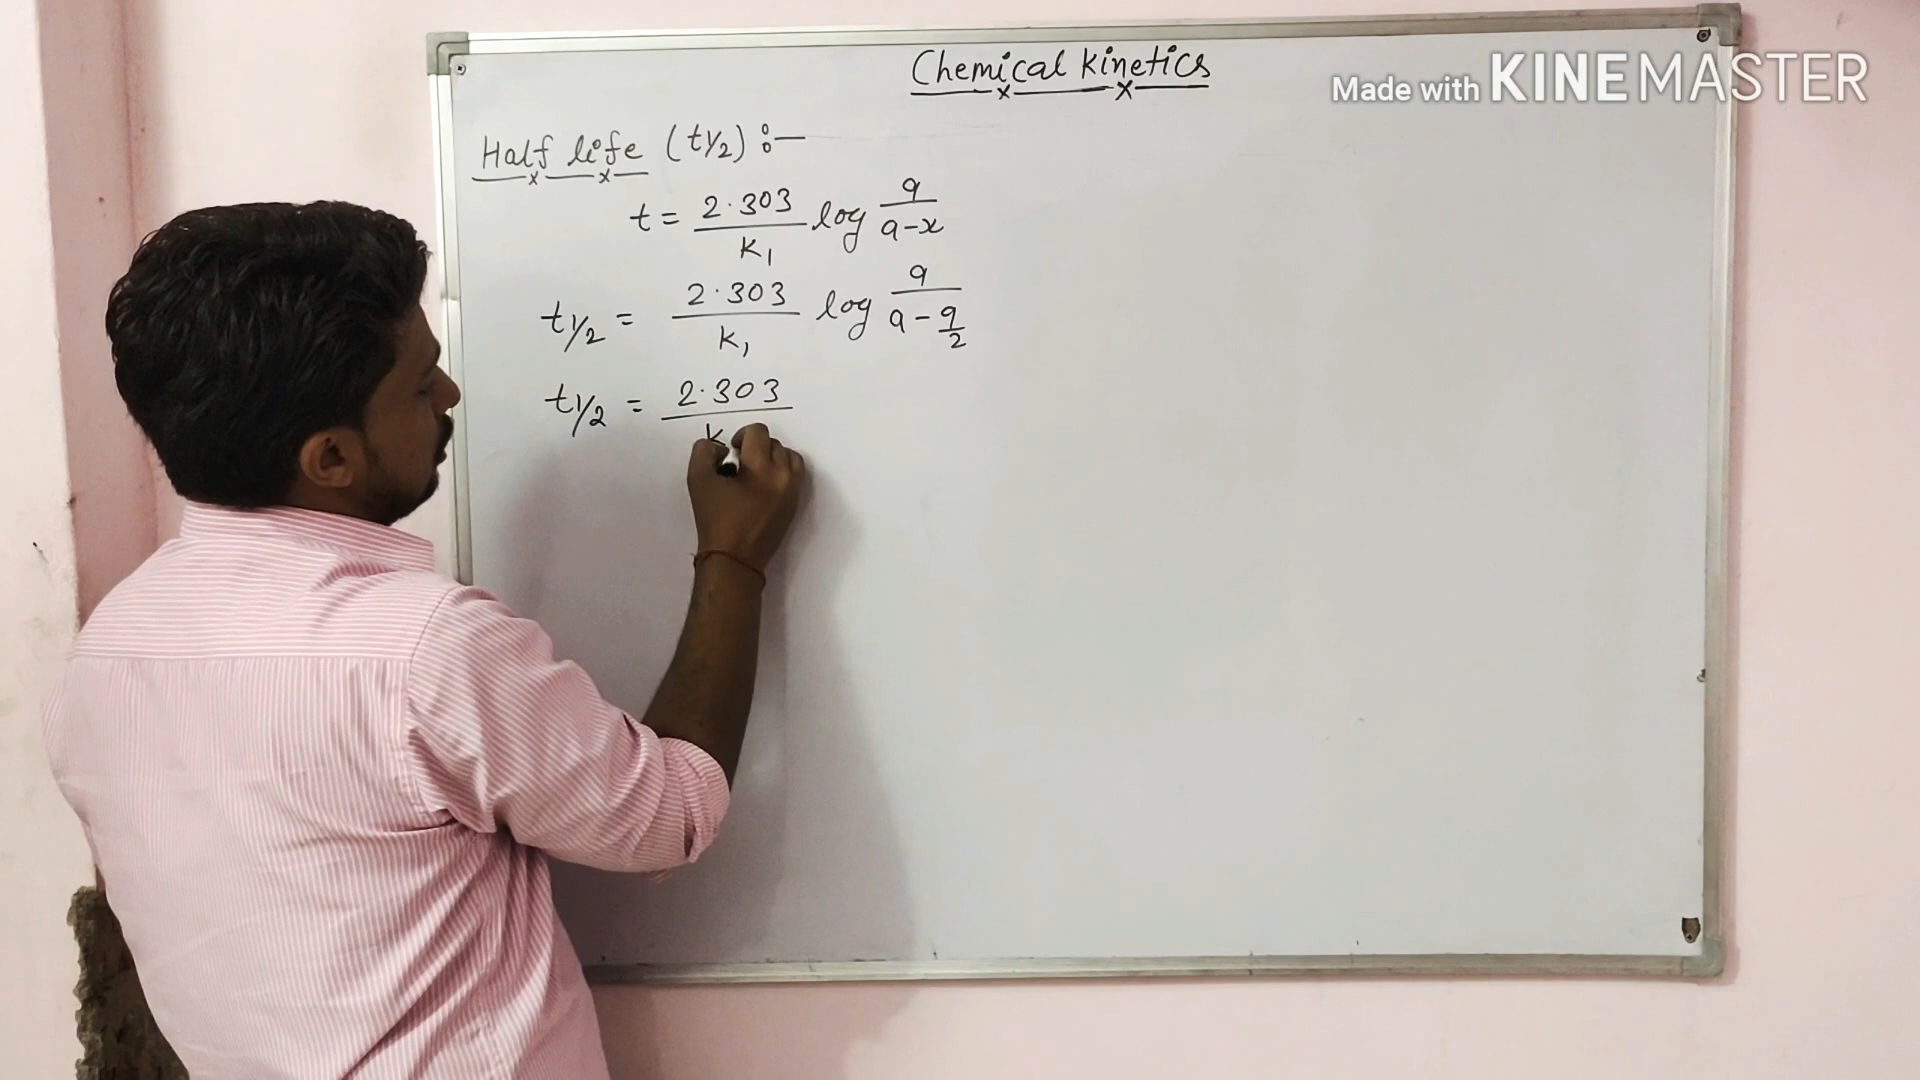 Chemical Kinetics
Made with KINEMASTER
Half life (t1/2) :-
t = 2.303/K1 log a/a-x
t1/2 = 2.303/K1 log a/a-a/2
t1/2 = 2.303/K